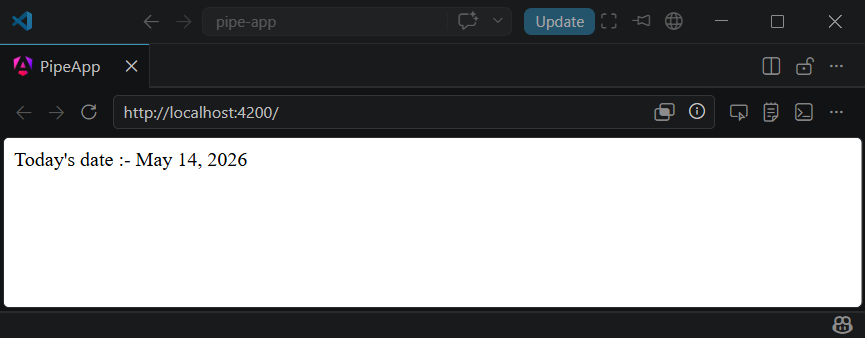 pipe-app
Update
PipeApp
http://localhost:4200/
Today's date :- May 14, 2026